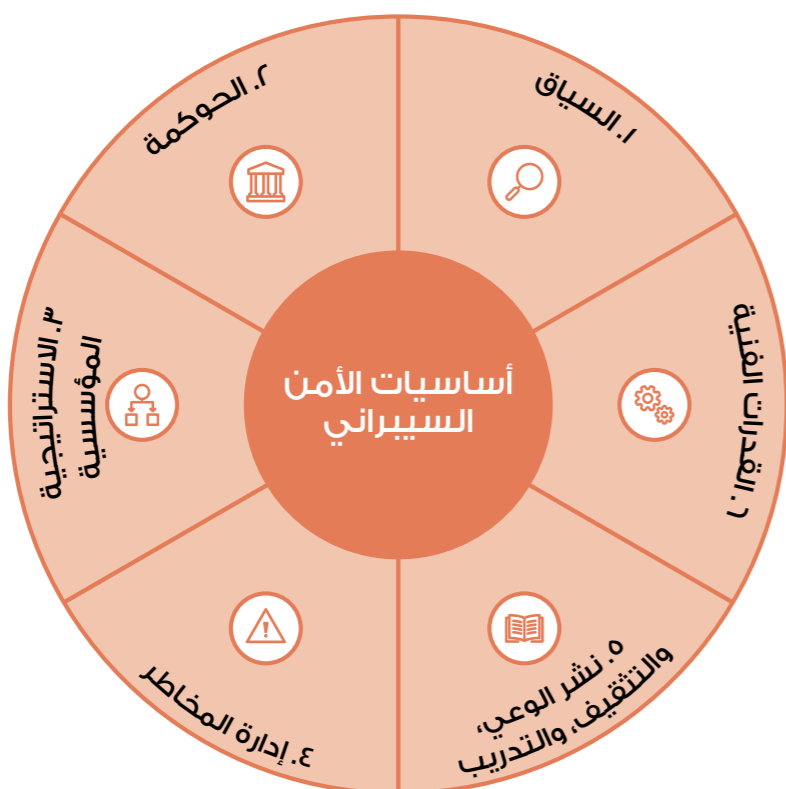 أساسيات الأمن
السيبراني
١. السياق
٢. الحوكمة
٣. الاستراتيجية
المؤسسية
٤. إدارة المخاطر
٥. نشر الوعي،
والتثقيف، والتدريب
٦. القدرات الفنية